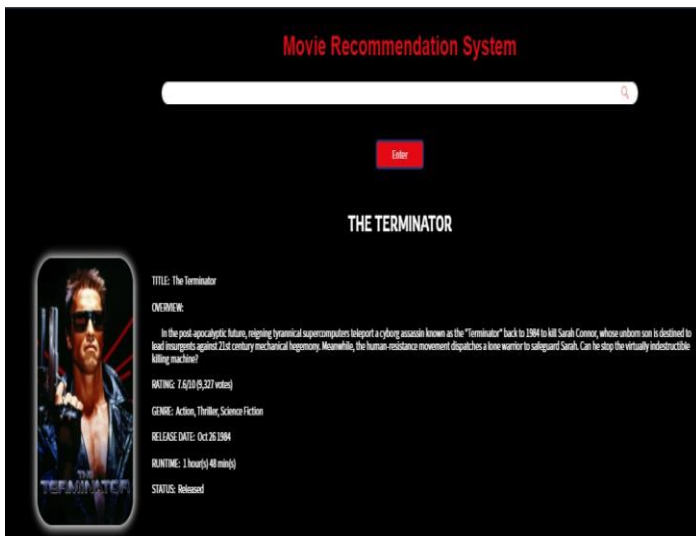 Movie Recommendation System
Enter
THE TERMINATOR
TITLE: The Terminator
OVERVIEW:
In the post-apocalyptic future, reigning tyrannical supercomputers teleport a cyborg assassin known as the "Terminator" back to 1984 to kill Sarah Connor, whose unborn son is destined to
lead insurgents against 21st century mechanical hegemony. Meanwhile, the human-resistance movement dispatches a lone warrior to safeguard Sarah. Can he stop the virtually indestructible
killing machine?
RATING: 7.6/10 (9,327 votes)
GENRE: Action, Thriller, Science Fiction
RELEASE DATE: Oct 26 1984
RUNTIME: 1 hour(s) 48 min(s)
STATUS: Released
THE
TERMINATOR